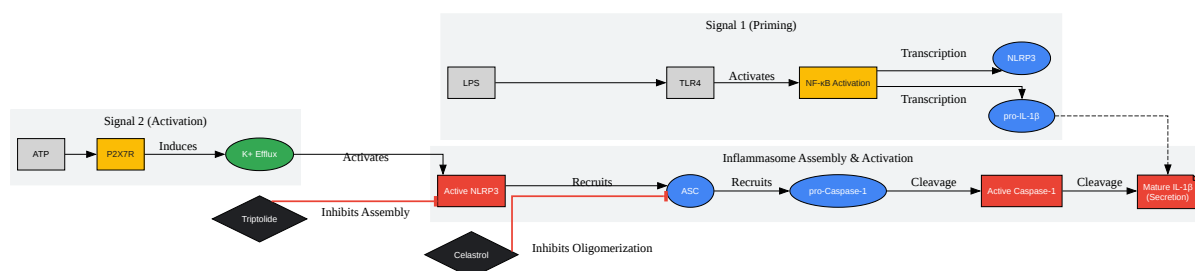 Signal 1 (Priming)
LPS
TLR4
Activates
NF-κB Activation
Transcription
NLRP3
Transcription
pro-IL-1β
Signal 2 (Activation)
ATP
P2X7R
Induces
K+ Efflux
Activates
Inflammasome Assembly & Activation
Active NLRP3
Recruits
ASC
Recruits
pro-Caspase-1
Cleavage
Active Caspase-1
Cleavage
Mature IL-1β
(Secretion)
Triptolide
Inhibits Assembly
Celastrol
Inhibits Oligomerization